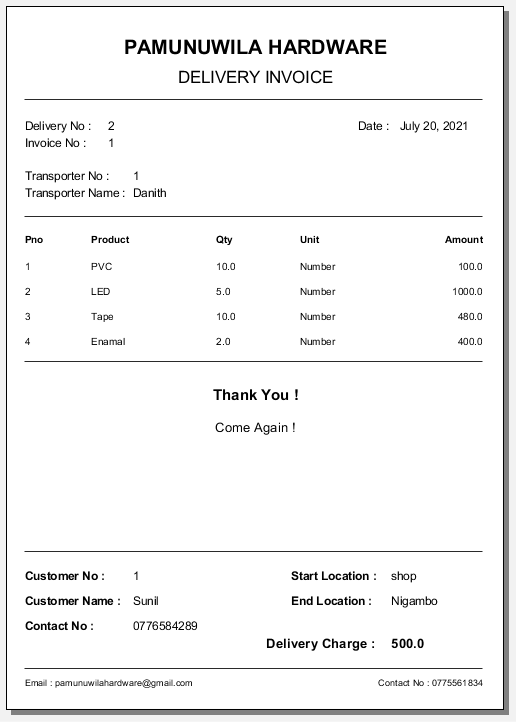 PAMUNUWILA HARDWARE
DELIVERY INVOICE
Delivery No : 2 Date : July 20, 2021
Invoice No : 1
Transporter No : 1
Transporter Name : Danith
Pno Product Qty Unit Amount
1 PVC 10.0 Number 100.0
2 LED 5.0 Number 1000.0
3 Tape 10.0 Number 480.0
4 Enamal 2.0 Number 400.0
Thank You !
Come Again !
Customer No : 1 Start Location : shop
Customer Name : Sunil End Location : Nigambo
Contact No : 0776584289
Delivery Charge : 500.0
Email : pamunuwilahardware@gmail.com Contact No : 0775561834